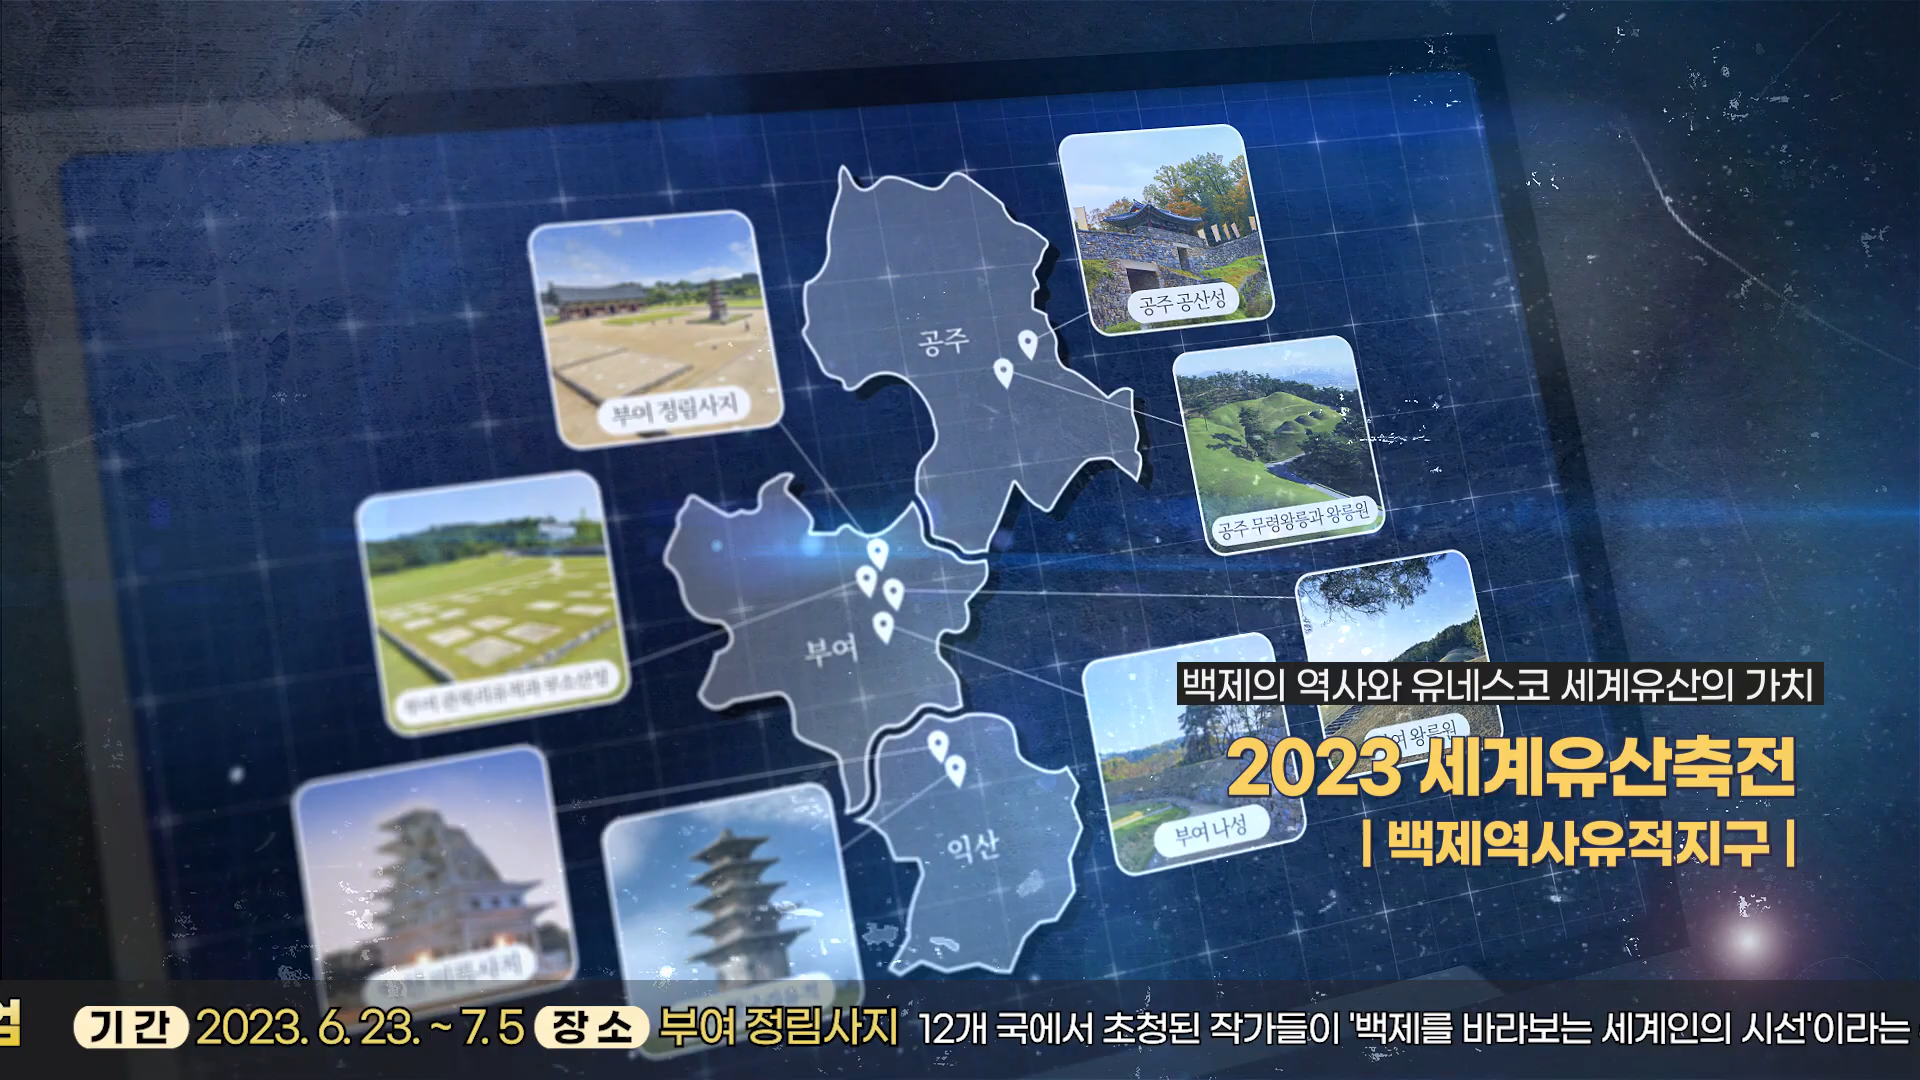 공주 공산성
공주
부여 정림사지
공주 무령왕릉과 왕릉원
부여
백제의 역사와 유네스코 세계유산의 가치
여 왕릉원
2023 세계유산축전
부여 나성
| 백제역사유적지구 |
익산
기간 2023. 6. 23. ~ 7. 5 장소 부여 정림사지 12개 국에서 초청된 작가들이 '백제를 바라보는 세계인의 시선'이라는